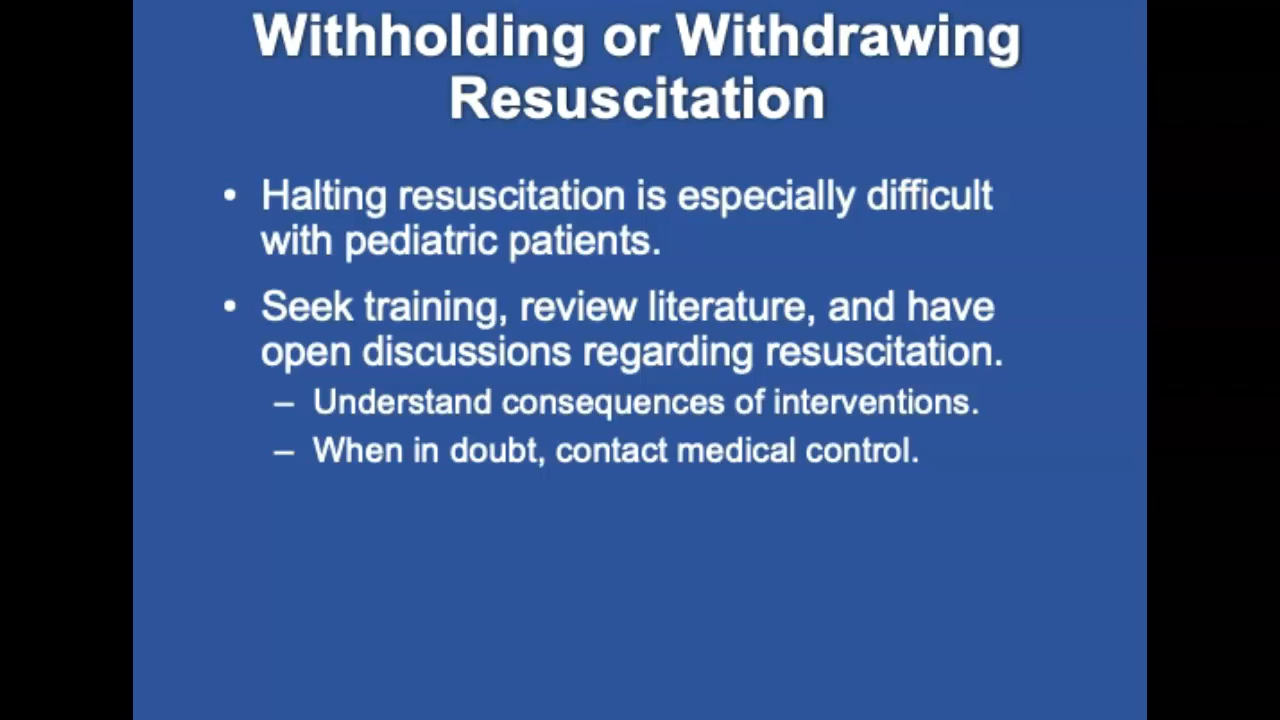 Withholding or Withdrawing
Resuscitation
• Halting resuscitation is especially difficult
with pediatric patients.
• Seek training, review literature, and have
open discussions regarding resuscitation.
– Understand consequences of interventions.
– When in doubt, contact medical control.